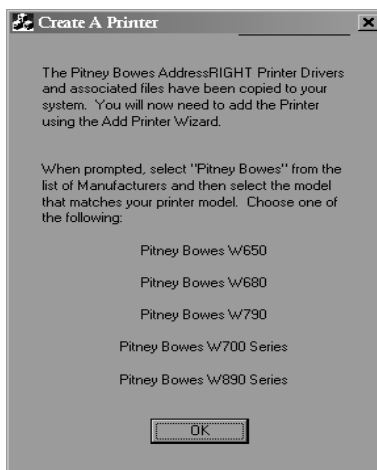 Create A Printer
The Pitney Bowes AddressRIGHT Printer Drivers
and associated files have been copied to your
system. You will now need to add the Printer
using the Add Printer Wizard.
When prompted, select "Pitney Bowes" from the
list of Manufacturers and then select the model
that matches your printer model. Choose one of
the following:
Pitney Bowes W650
Pitney Bowes W680
Pitney Bowes W790
Pitney Bowes W700 Series
Pitney Bowes W890 Series
OK